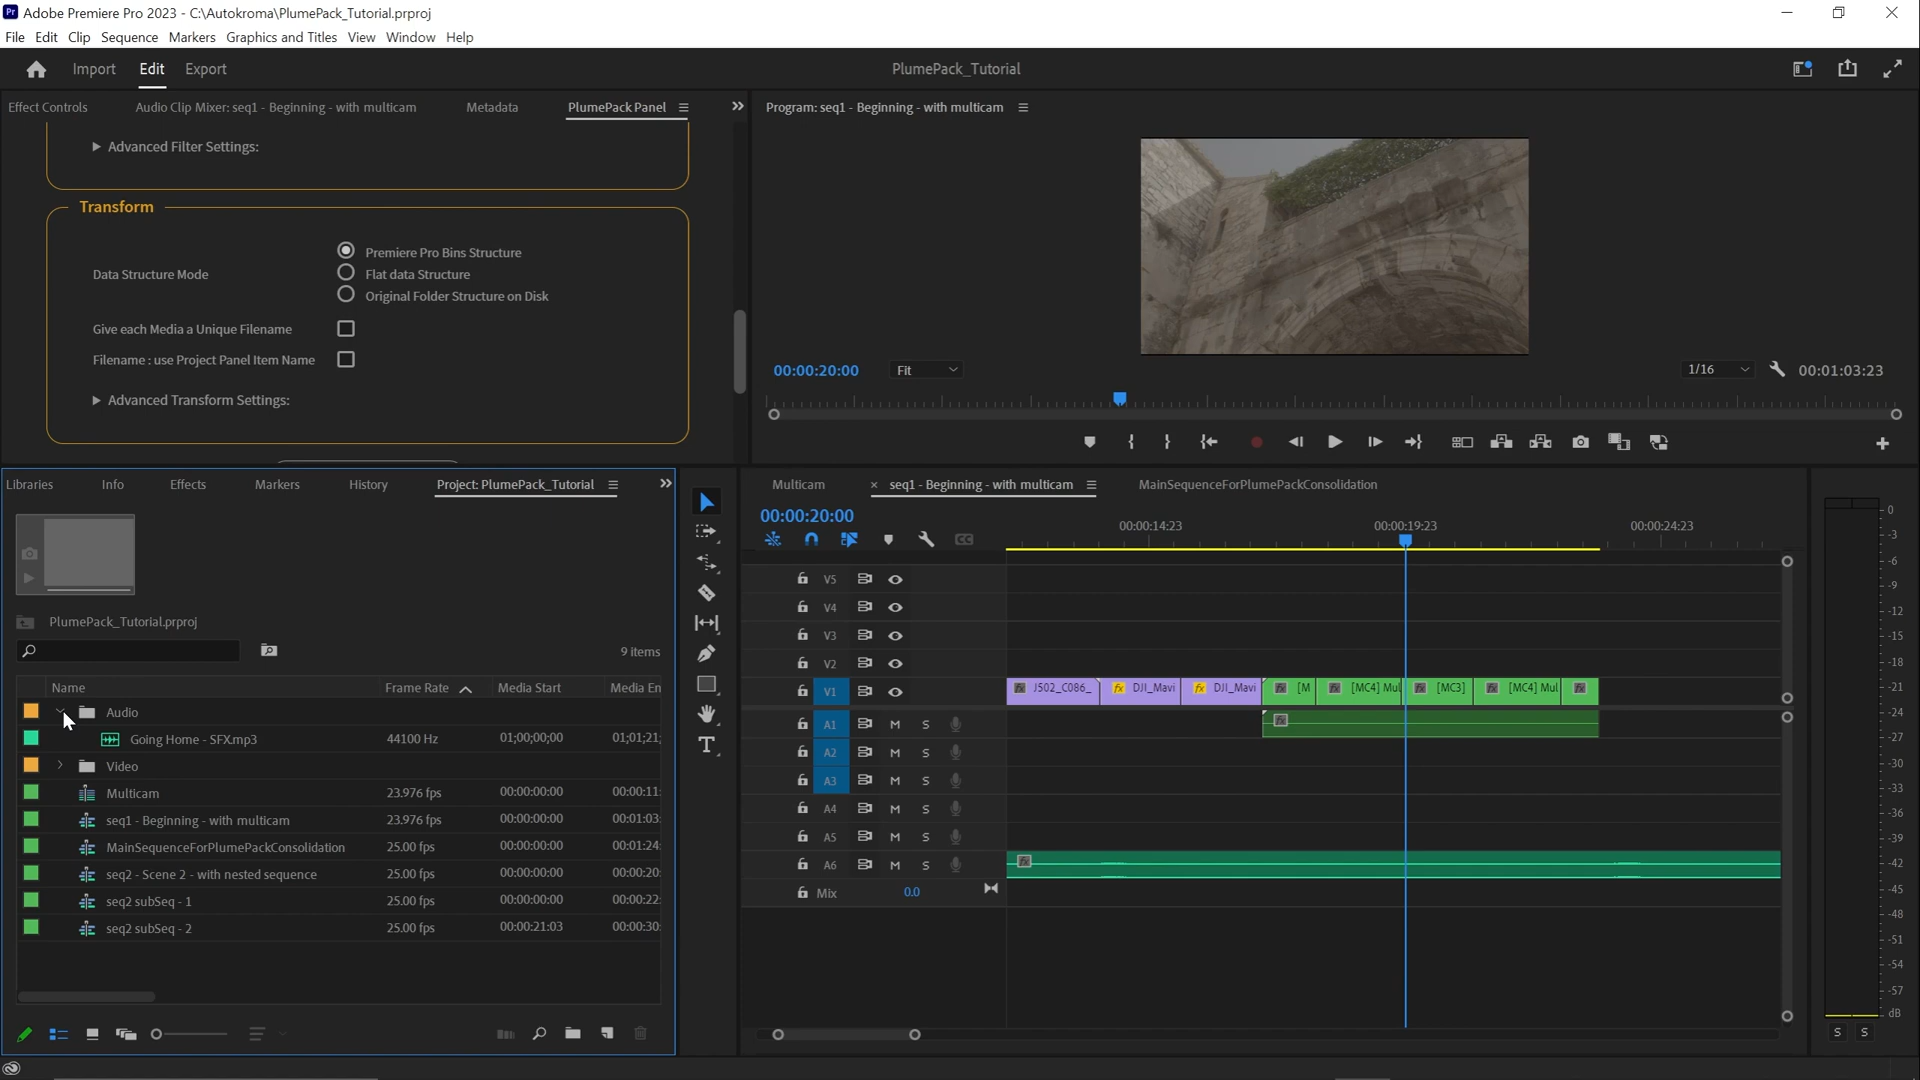 Adobe Premiere Pro 2023 - C:\Autokroma\PlumePack_Tutorial.prproj
File Edit Clip Sequence Markers Graphics and Titles View Window Help
Import Edit Export PlumePack_Tutorial
Effect Controls Audio Clip Mixer: seq1 - Beginning - with multicam Metadata PlumePack Panel
Advanced Filter Settings:
Transform
Data Structure Mode
Premiere Pro Bins Structure
Flat data Structure
Original Folder Structure on Disk
Give each Media a Unique Filename
Filename : use Project Panel Item Name
Advanced Transform Settings:
Program: seq1 - Beginning - with multicam
00:00:20:00 Fit 1/16 00:01:03:23
Libraries Info Effects Markers History Project: PlumePack_Tutorial
PlumePack_Tutorial.prproj
9 items
Name Frame Rate Media Start Media En
Audio
Going Home - SFX.mp3 44100 Hz 01;00;00;00 01;01;21;
Video
Multicam 23.976 fps 00:00:00:00 00:00:11:
seq1 - Beginning - with multicam 23.976 fps 00:00:00:00 00:01:03:
MainSequenceForPlumePackConsolidation 25.00 fps 00:00:00:00 00:01:24:
seq2 - Scene 2 - with nested sequence 25.00 fps 00:00:00:00 00:00:20:
seq2 subSeq - 1 25.00 fps 00:00:00:00 00:00:22:
seq2 subSeq - 2 25.00 fps 00:00:21:03 00:00:30:
Multicam × seq1 - Beginning - with multicam MainSequenceForPlumePackConsolidation
00:00:20:00
00:00:14:23 00:00:19:23 00:00:24:23
V5
V4
V3
V2
V1 fx J502_C086_ fx DJI_Mavi fx DJI_Mavi fx [M fx [MC4] Mul fx [MC3] fx [MC4] Mul fx
A1 M S fx
A2 M S
A3 M S
A4 M S
A5 M S
A6 M S fx
Mix 0.0
0
-3
-6
-9
-12
-15
-18
-21
-24
-27
-30
-33
-36
-39
-42
-45
-48
-51
-54
-57
dB
S S